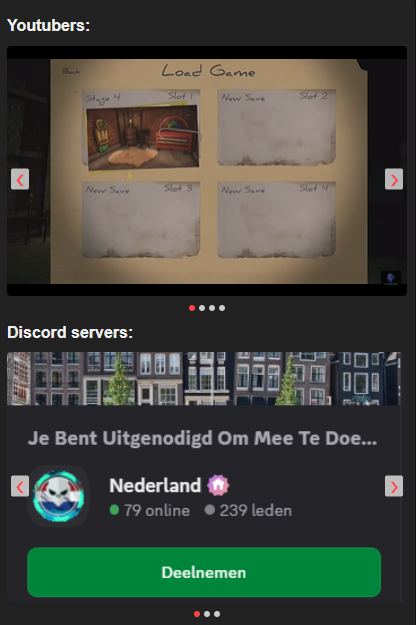 Youtubers:
Back
Load Game
Stage 4 Slot 1
New Save Slot 2
New Save Slot 3
New Save Slot 4
Discord servers:
Je Bent Uitgenodigd Om Mee Te Doe...
Nederland
79 online 239 leden
Deelnemen